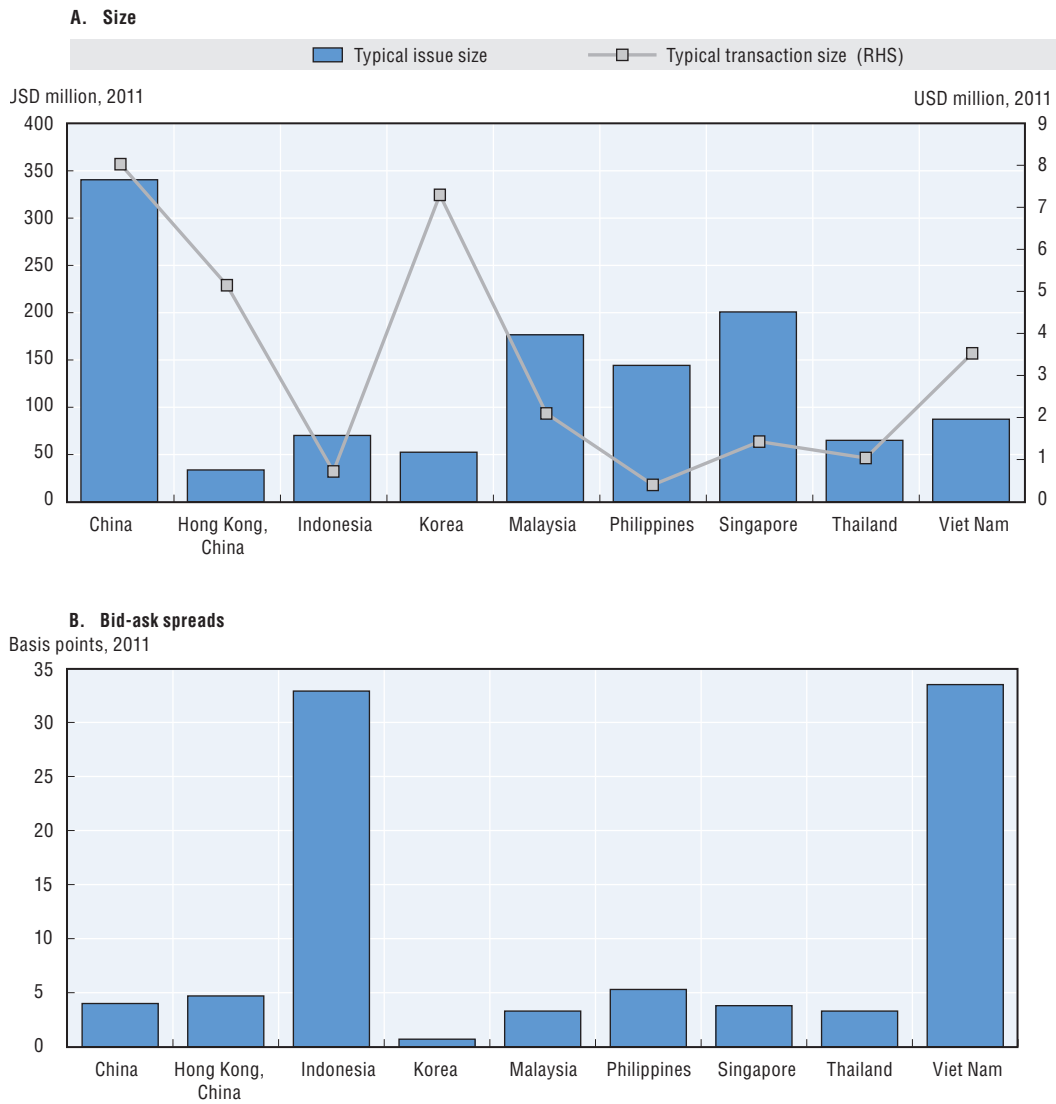 A. Size
Typical issue size
Typical transaction size (RHS)
JSD million, 2011
USD million, 2011
400
350
300
250
200
150
100
50
0
9
8
7
6
5
4
3
2
1
0
China
Hong Kong,
China
Indonesia
Korea
Malaysia
Philippines
Singapore
Thailand
Viet Nam
B. Bid-ask spreads
Basis points, 2011
35
30
25
20
15
10
5
0
China
Hong Kong,
China
Indonesia
Korea
Malaysia
Philippines
Singapore
Thailand
Viet Nam